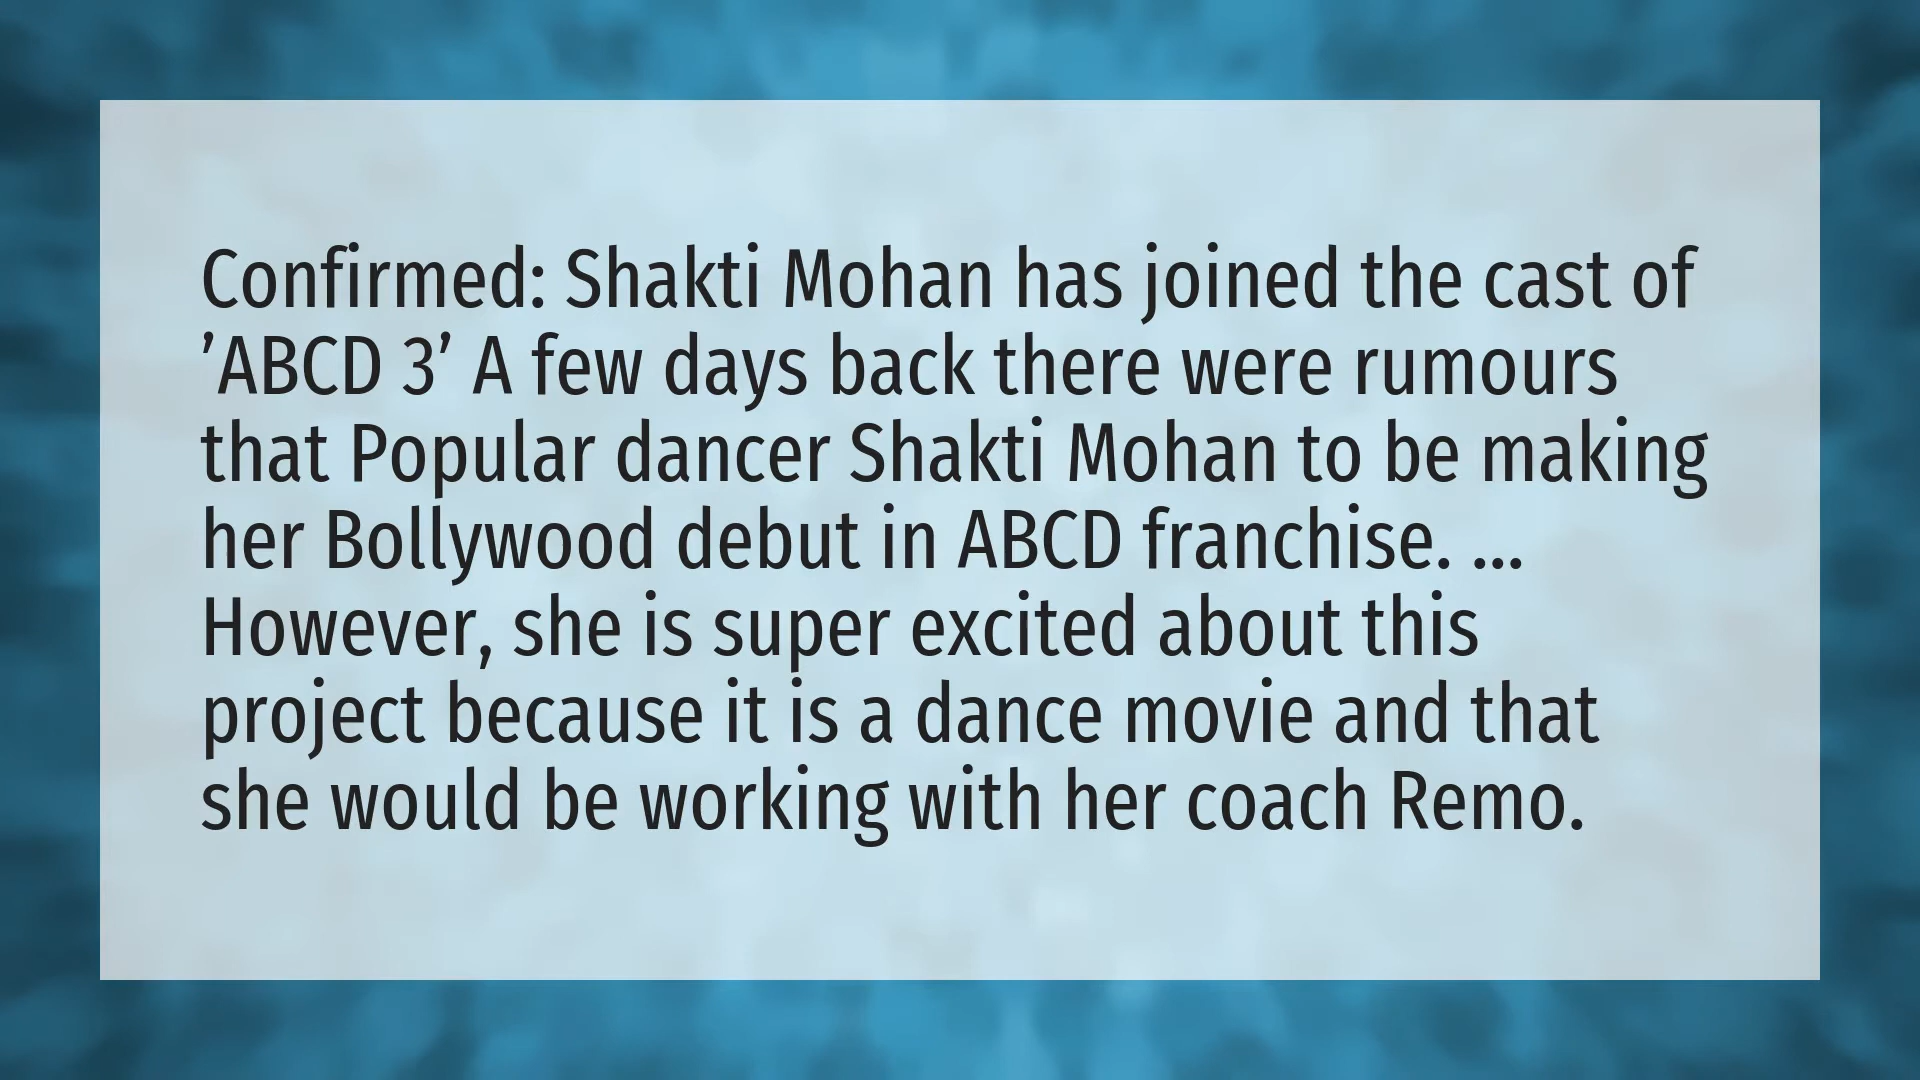 Confirmed: Shakti Mohan has joined the cast of
’ABCD 3’ A few days back there were rumours
that Popular dancer Shakti Mohan to be making
her Bollywood debut in ABCD franchise. ...
However, she is super excited about this
project because it is a dance movie and that
she would be working with her coach Remo.